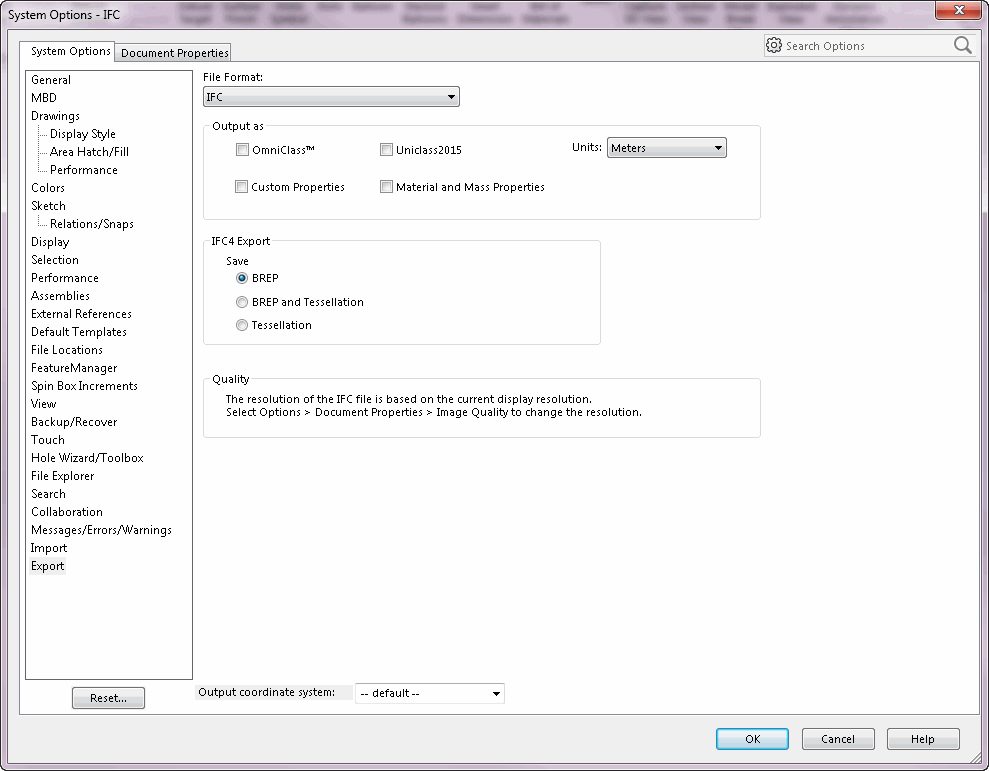 System Options - IFC
System Options
Document Properties
Search Options
General
MBD
Drawings
Display Style
Area Hatch/Fill
Performance
Colors
Sketch
Relations/Snaps
Display
Selection
Performance
Assemblies
External References
Default Templates
File Locations
FeatureManager
Spin Box Increments
View
Backup/Recover
Touch
Hole Wizard/Toolbox
File Explorer
Search
Collaboration
Messages/Errors/Warnings
Import
Export
Reset...
File Format:
IFC
Output as
OmniClass™
Uniclass2015
Units:
Meters
Custom Properties
Material and Mass Properties
IFC4 Export
Save
BREP
BREP and Tessellation
Tessellation
Quality
The resolution of the IFC file is based on the current display resolution.
Select Options > Document Properties > Image Quality to change the resolution.
Output coordinate system:
-- default --
OK
Cancel
Help